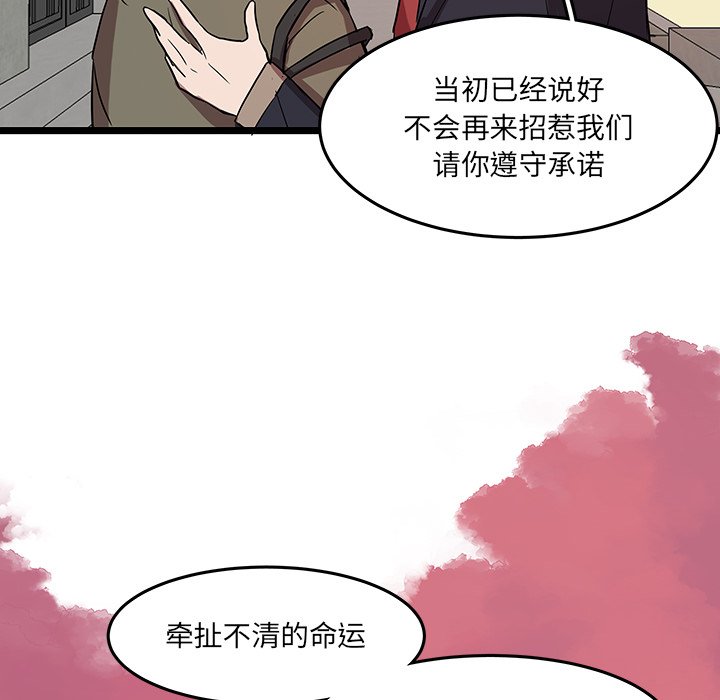 当初已经说好
不会再来招惹我们
请你遵守承诺
牵扯不清的命运